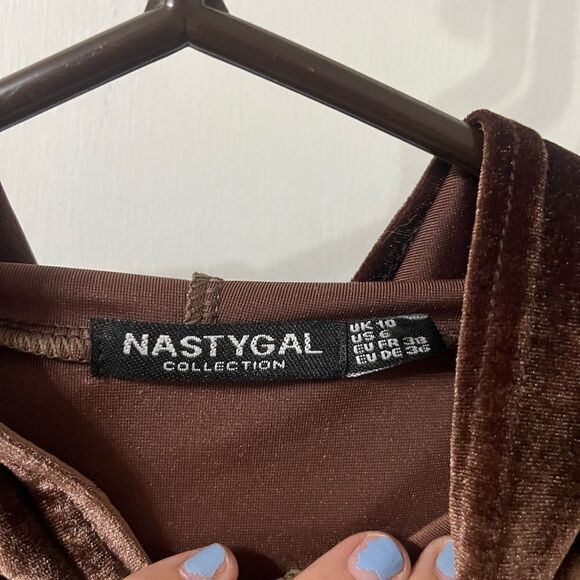 NASTYGAL
COLLECTION
UK 10
US 6
EU FR 38
EU DE 36